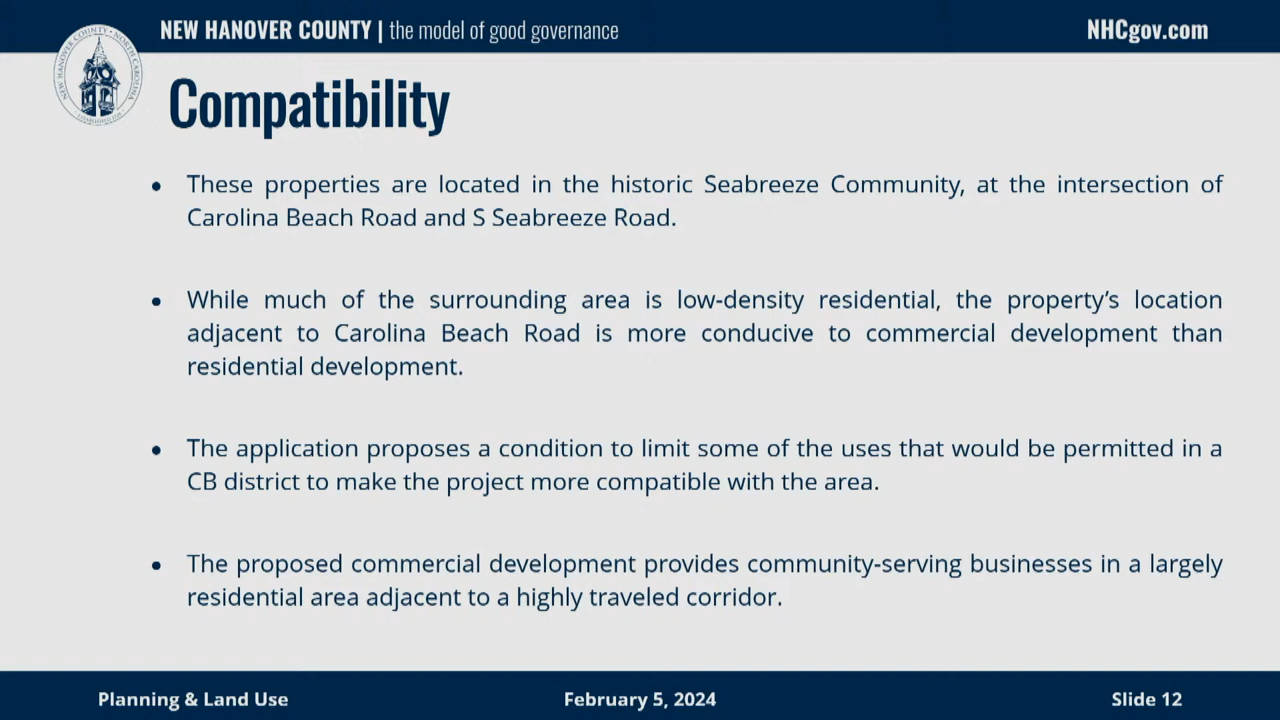 NEW HANOVER COUNTY | the model of good governance
NHCgov.com
NEW HANOVER COUNTY · NORTH CAROLINA
Compatibility
• These properties are located in the historic Seabreeze Community, at the intersection of
Carolina Beach Road and S Seabreeze Road.
• While much of the surrounding area is low-density residential, the property's location
adjacent to Carolina Beach Road is more conducive to commercial development than
residential development.
• The application proposes a condition to limit some of the uses that would be permitted in a
CB district to make the project more compatible with the area.
• The proposed commercial development provides community-serving businesses in a largely
residential area adjacent to a highly traveled corridor.
Planning & Land Use
February 5, 2024
Slide 12